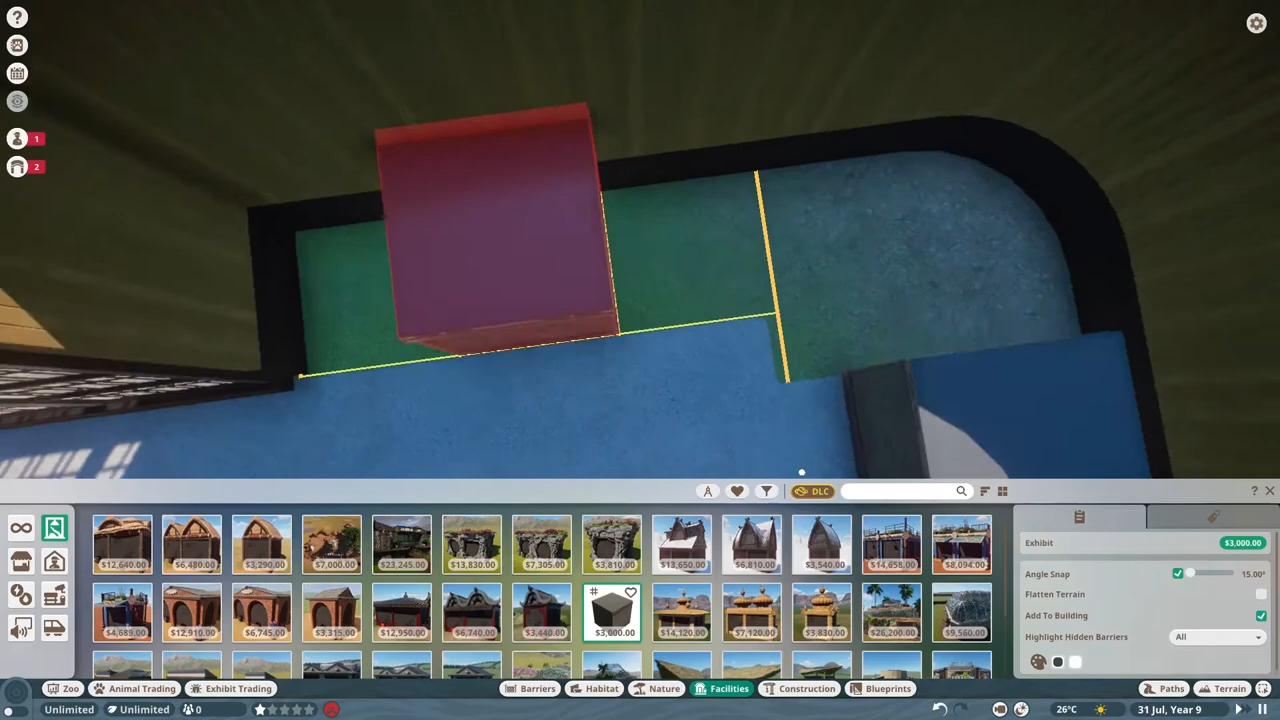 ?
1
2
DLC
? ✕
$12,640.00 $6,480.00 $3,290.00 $7,000.00 $23,245.00 $13,830.00 $7,305.00 $3,810.00 $13,650.00 $6,810.00 $3,540.00 $14,658.00 $8,094.00
$4,689.00 $12,910.00 $6,745.00 $3,315.00 $12,950.00 $6,740.00 $3,440.00 $3,000.00 $14,120.00 $7,120.00 $3,830.00 $26,200.00 $9,560.00
Exhibit $3,000.00
Angle Snap 15.00°
Flatten Terrain
Add To Building
Highlight Hidden Barriers All
Zoo Animal Trading Exhibit Trading Barriers Habitat Nature Facilities Construction Blueprints Paths Terrain
Unlimited Unlimited 0 26°C 31 Jul, Year 9